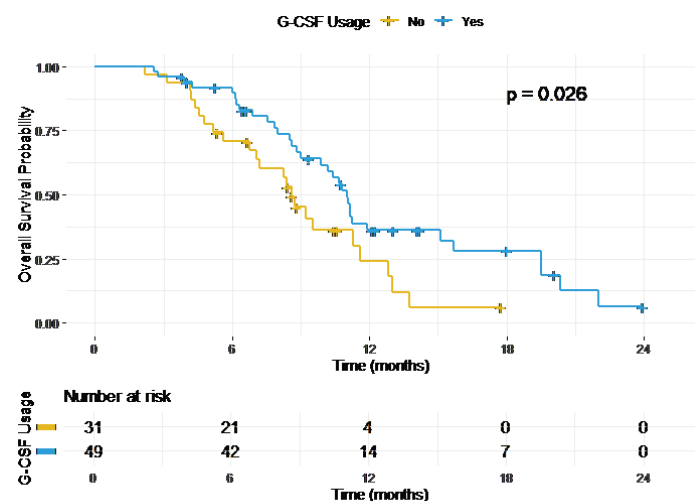 G-CSF Usage No Yes
1.00
0.75
0.50
0.25
0.00
Overall Survival Probability
p = 0.026
0 6 12 18 24
Time (months)
Number at risk
G-CSF Usage
31 21 4 0 0
49 42 14 7 0
0 6 12 18 24
Time (months)